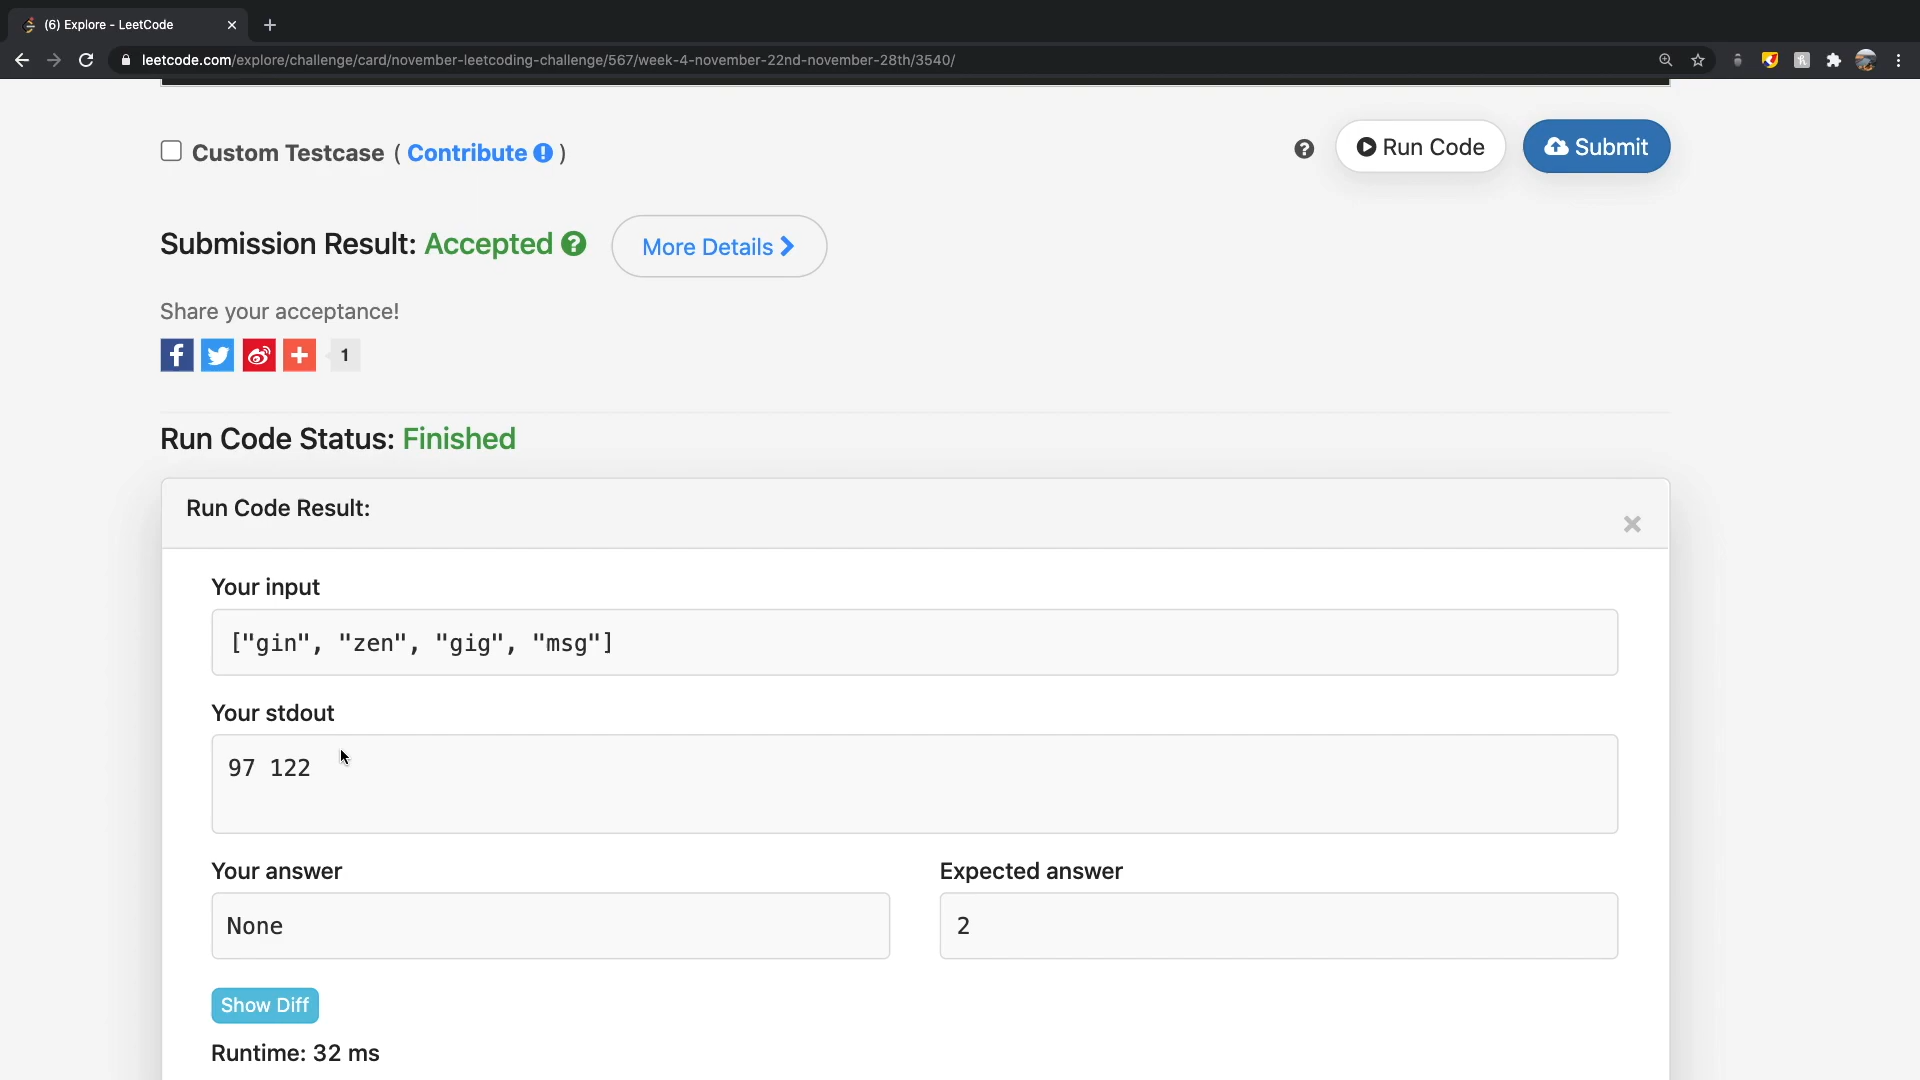 (6) Explore - LeetCode
leetcode.com/explore/challenge/card/november-leetcoding-challenge/567/week-4-november-22nd-november-28th/3540/
Custom Testcase ( Contribute )
Run Code
Submit
Submission Result: Accepted
More Details
Share your acceptance!
1
Run Code Status: Finished
Run Code Result:
Your input
["gin", "zen", "gig", "msg"]
Your stdout
97 122
Your answer
Expected answer
None
2
Show Diff
Runtime: 32 ms